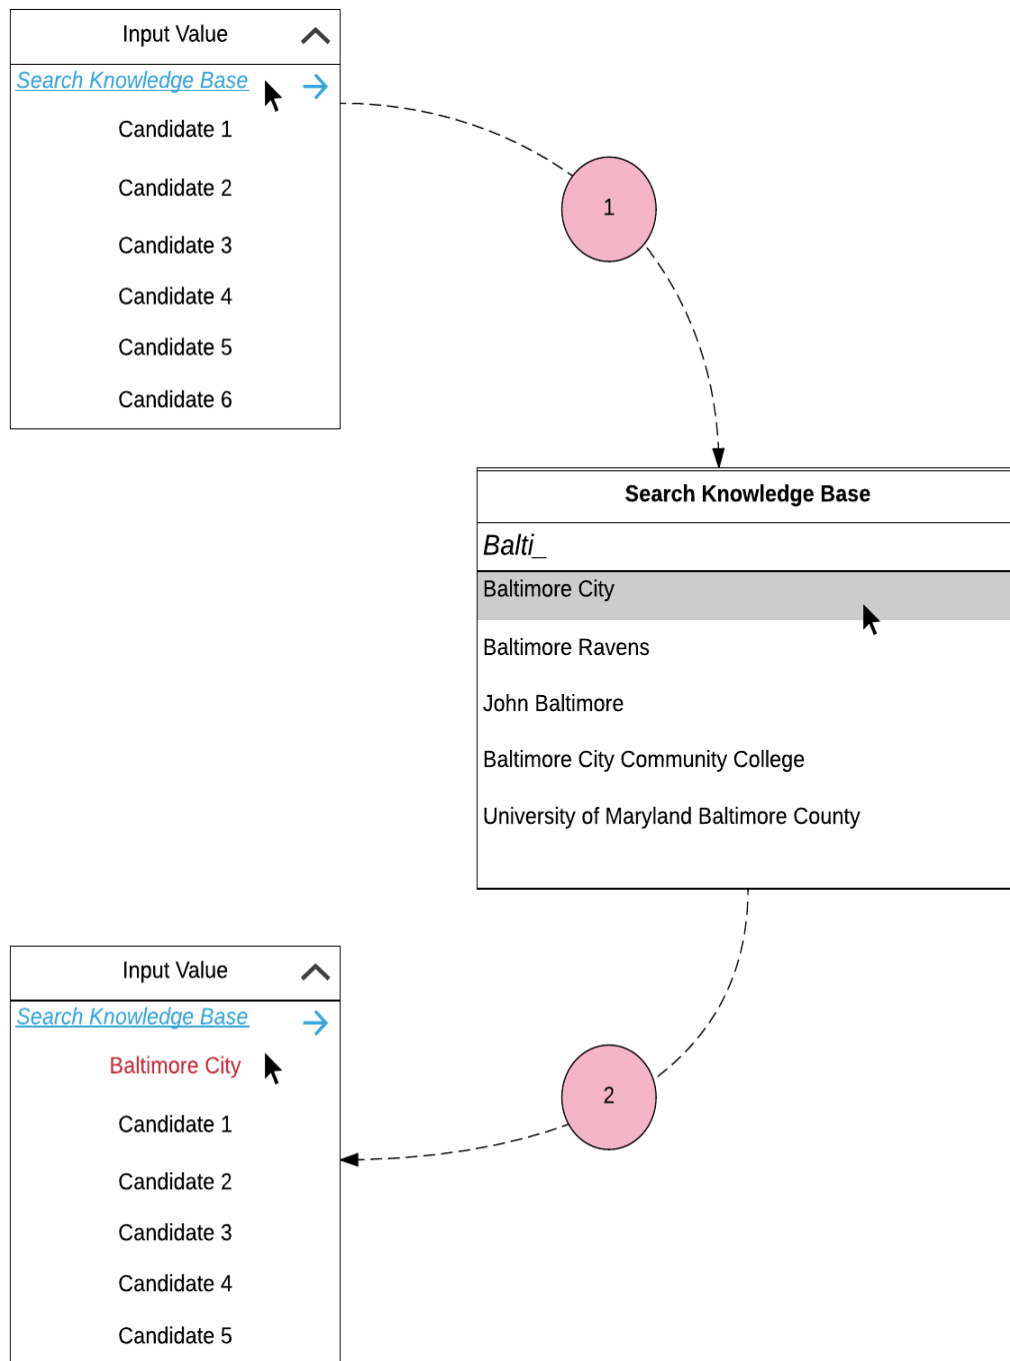 Input Value
Search Knowledge Base
Candidate 1
Candidate 2
Candidate 3
Candidate 4
Candidate 5
Candidate 6
1
Search Knowledge Base
Balti_
Baltimore City
Baltimore Ravens
John Baltimore
Baltimore City Community College
University of Maryland Baltimore County
2
Input Value
Search Knowledge Base
Baltimore City
Candidate 1
Candidate 2
Candidate 3
Candidate 4
Candidate 5